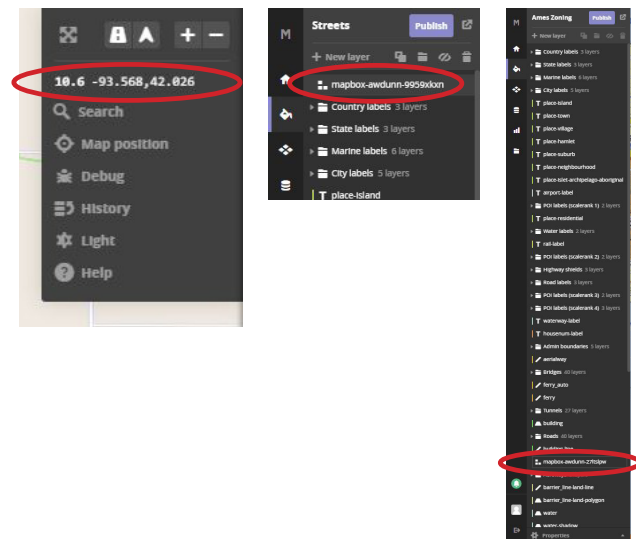 10.6 -93.568,42.026
Search
Map position
Debug
History
Light
Help
M
Streets
Publish
+ New layer
mapbox-awdunn-9959xkxn
Country labels 3 layers
State labels 3 layers
Marine labels 6 layers
City labels 5 layers
T place-island
M
Ames Zoning
Publish
+ New layer
Country labels 3 layers
State labels 3 layers
Marine labels 6 layers
City labels 5 layers
T place-island
T place-town
T place-village
T place-hamlet
T place-suburb
T place-neighbourhood
T place-islet-archipelago-aboriginal
T airport-label
POI labels (scalerank 1) 2 layers
T place-residential
Water labels 2 layers
T rail-label
POI labels (scalerank 2) 2 layers
Highway shields 3 layers
Road labels 3 layers
POI labels (scalerank 3) 2 layers
POI labels (scalerank 4) 2 layers
T waterway-label
T housenum-label
Admin boundaries 5 layers
aerialway
Bridges 40 layers
ferry_auto
ferry
Tunnels 27 layers
building
Roads 40 layers
building-line
barrier_line-land-line
barrier_line-land-polygon
water
water-shadow
Properties